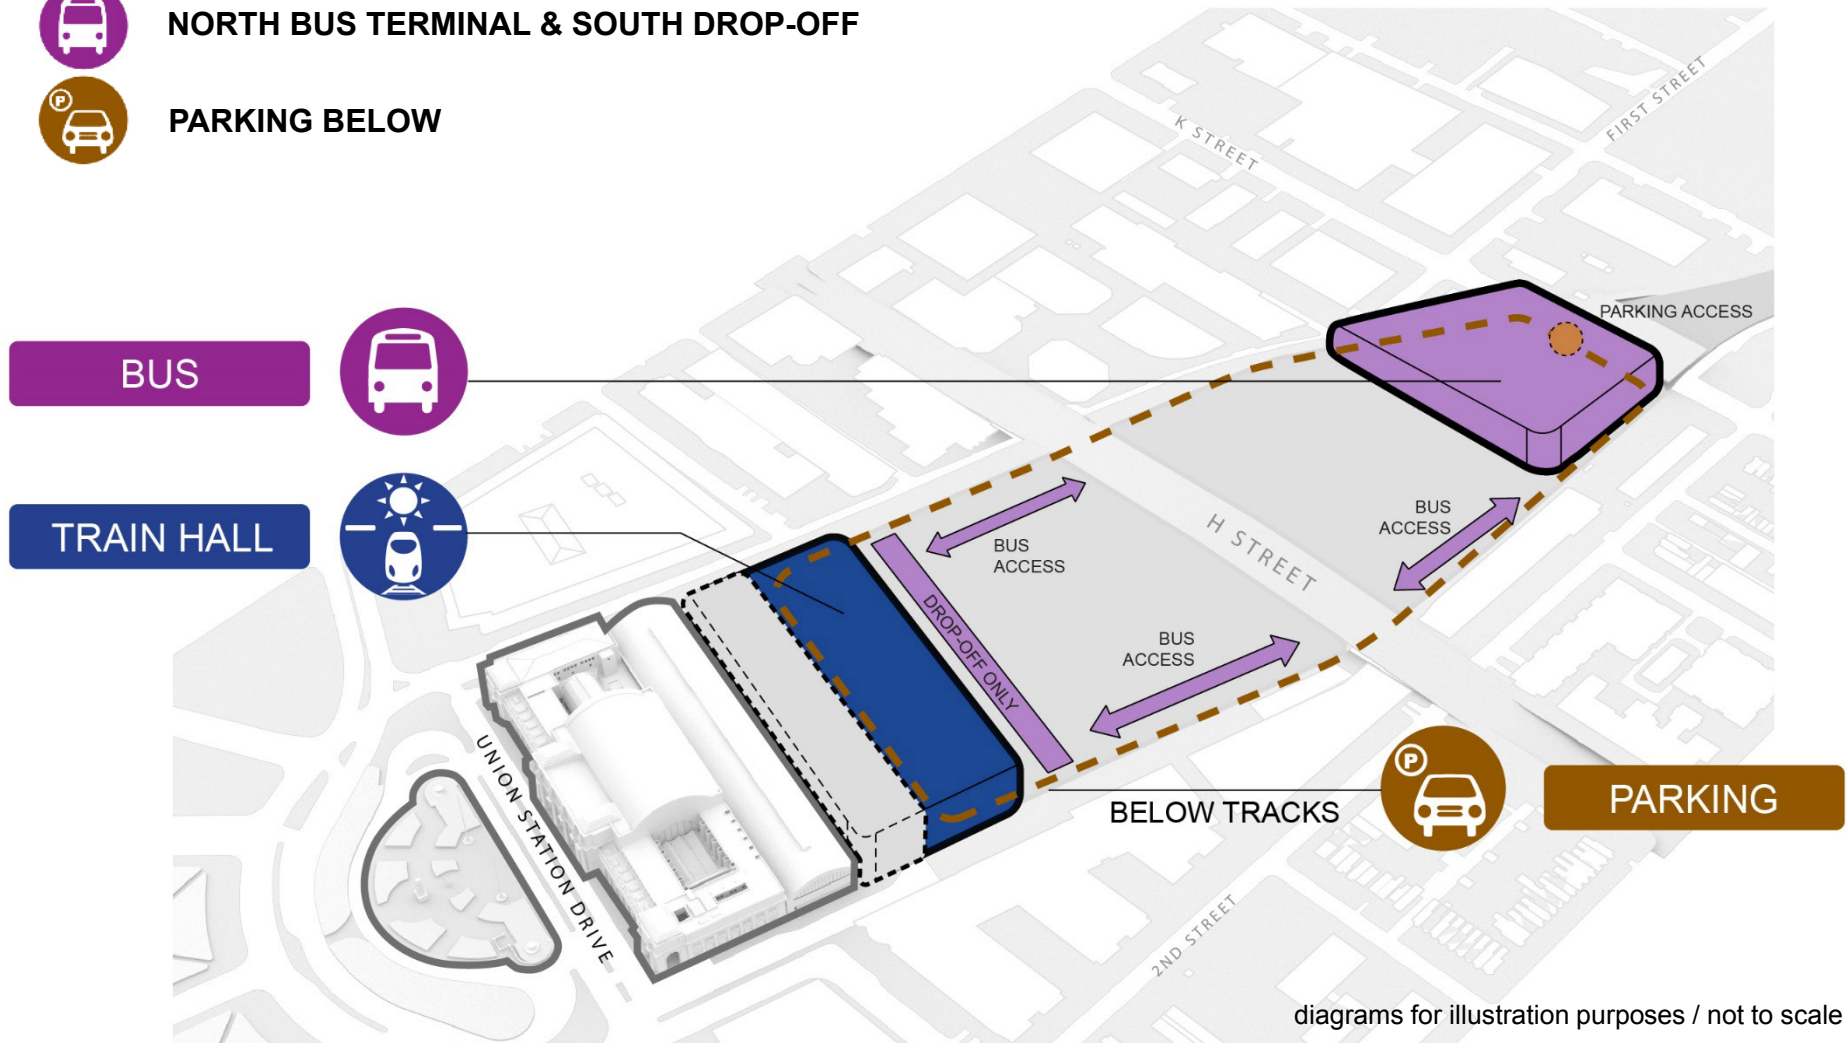 NORTH BUS TERMINAL & SOUTH DROP-OFF
P
PARKING BELOW
K STREET
FIRST STREET
PARKING ACCESS
BUS
BUS
ACCESS
TRAIN HALL
H STREET
BUS
ACCESS
DROP-OFF ONLY
BUS
ACCESS
UNION STATION DRIVE
P
BELOW TRACKS
PARKING
2ND STREET
diagrams for illustration purposes / not to scale